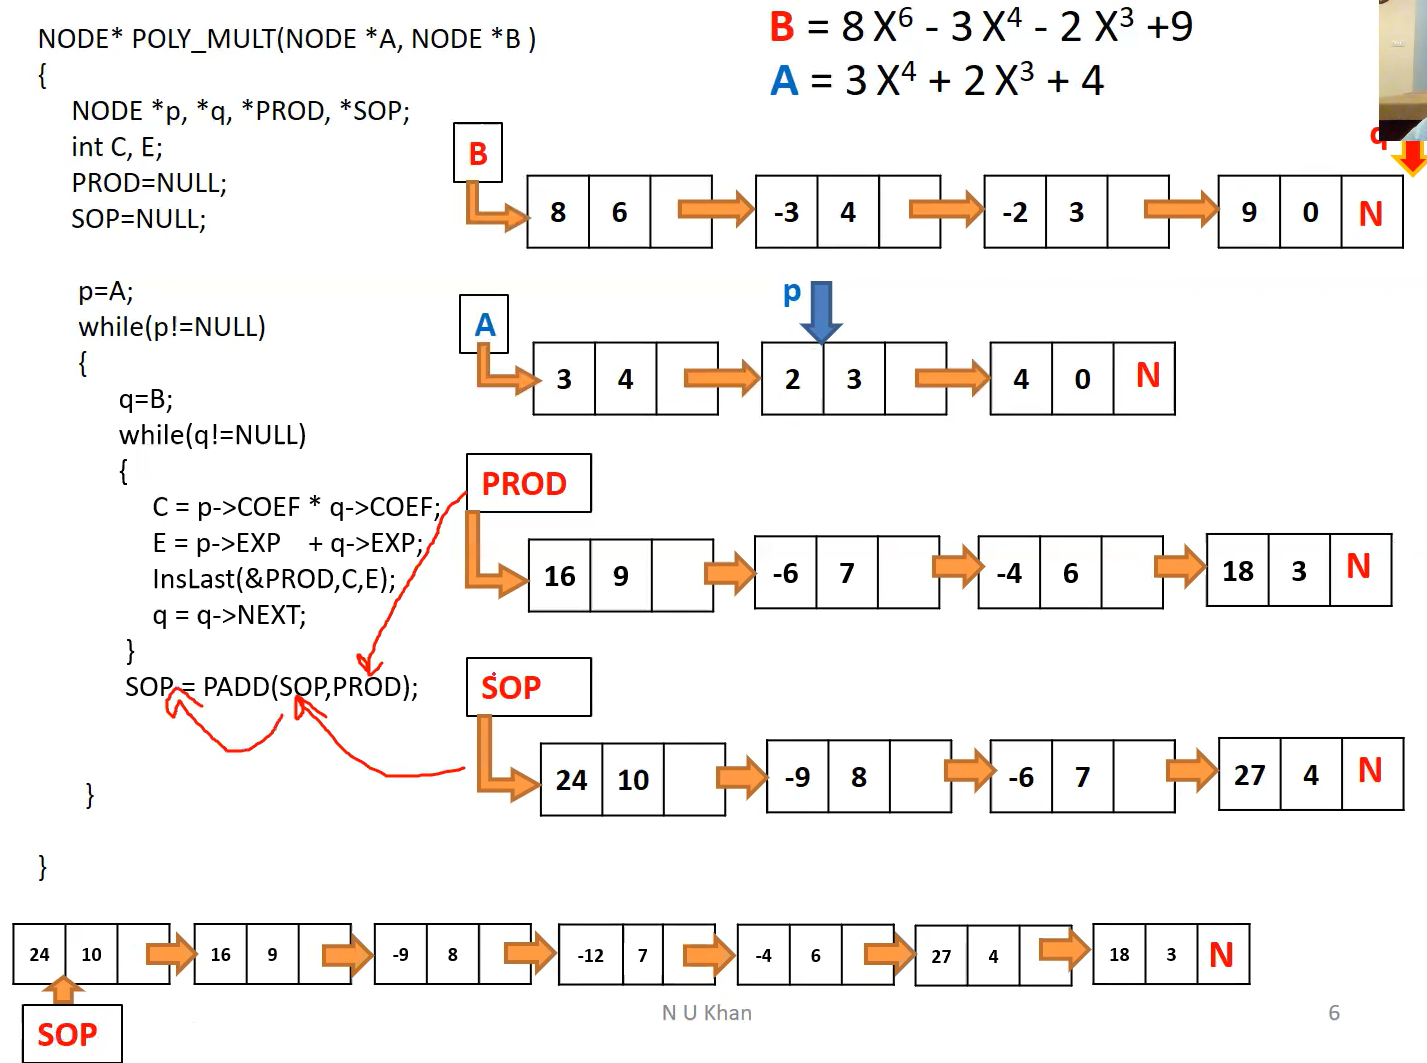 NODE* POLY_MULT(NODE *A, NODE *B )
{
NODE *p, *q, *PROD, *SOP;
int C, E;
PROD=NULL;
SOP=NULL;
p=A;
while(p!=NULL)
{
q=B;
while(q!=NULL)
{
C = p->COEF * q->COEF;
E = p->EXP + q->EXP;
InsLast(&PROD,C,E);
q = q->NEXT;
}
SOP = PADD(SOP,PROD);
}
}
B = 8 X⁶ - 3 X⁴ - 2 X³ +9
A = 3 X⁴ + 2 X³ + 4
q
B
8 6 -3 4 -2 3 9 0 N
p
A
3 4 2 3 4 0 N
PROD
16 9 -6 7 -4 6 18 3 N
SOP
24 10 -9 8 -6 7 27 4 N
24 10 16 9 -9 8 -12 7 -4 6 27 4 18 3 N
SOP
N U Khan
6